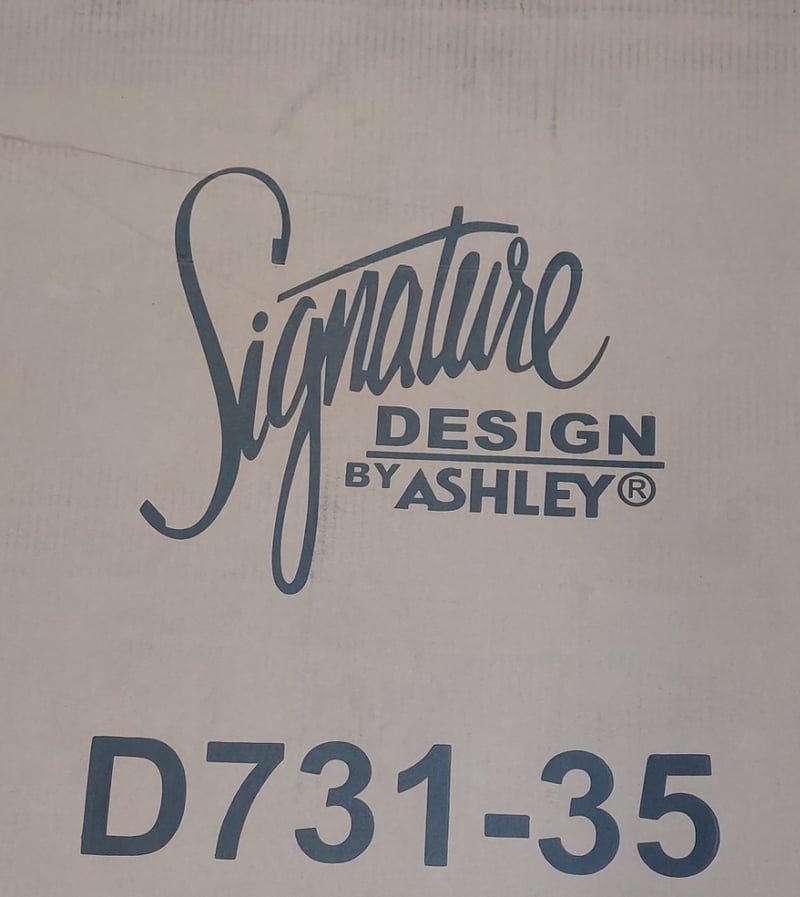 Signature
DESIGN
BY ASHLEY®
D731-35